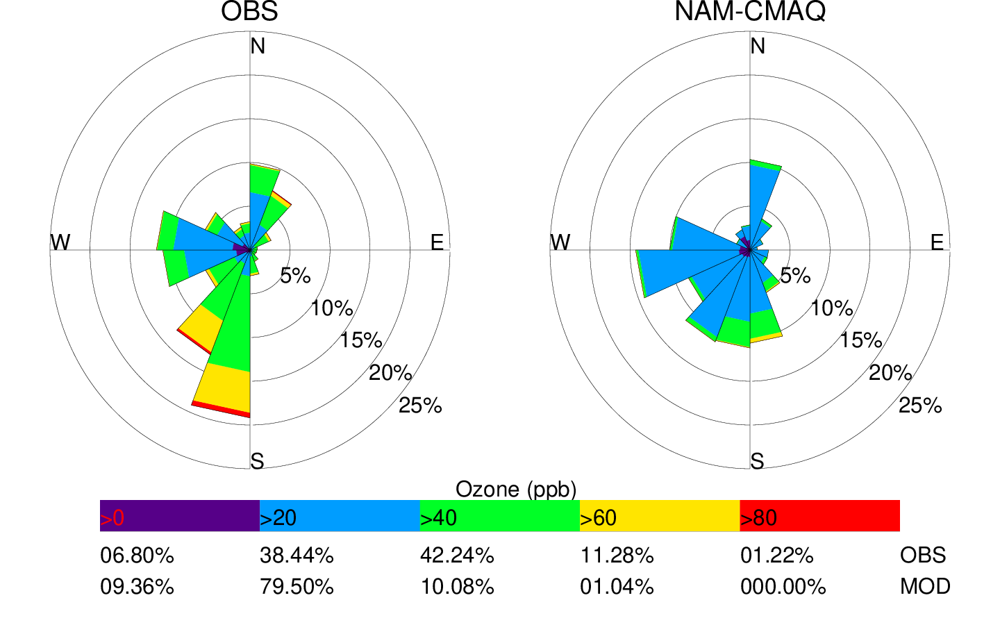 OBS NAM-CMAQ
N N
W E W E
5% 5%
10% 10%
15% 15%
20% 20%
25% 25%
S S
Ozone (ppb)
>0 >20 >40 >60 >80
06.80% 38.44% 42.24% 11.28% 01.22% OBS
09.36% 79.50% 10.08% 01.04% 000.00% MOD